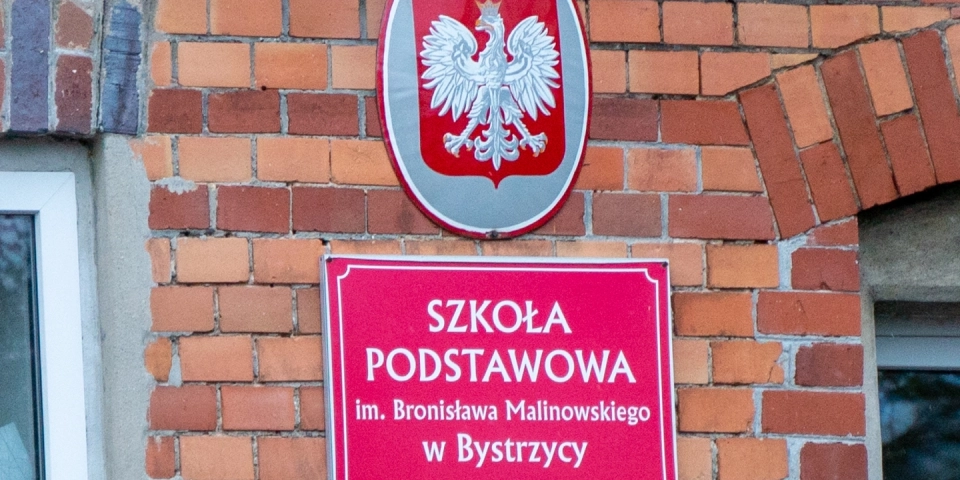 SZKOŁA
PODSTAWOWA
im. Bronisława Malinowskiego
w Bystrzycy